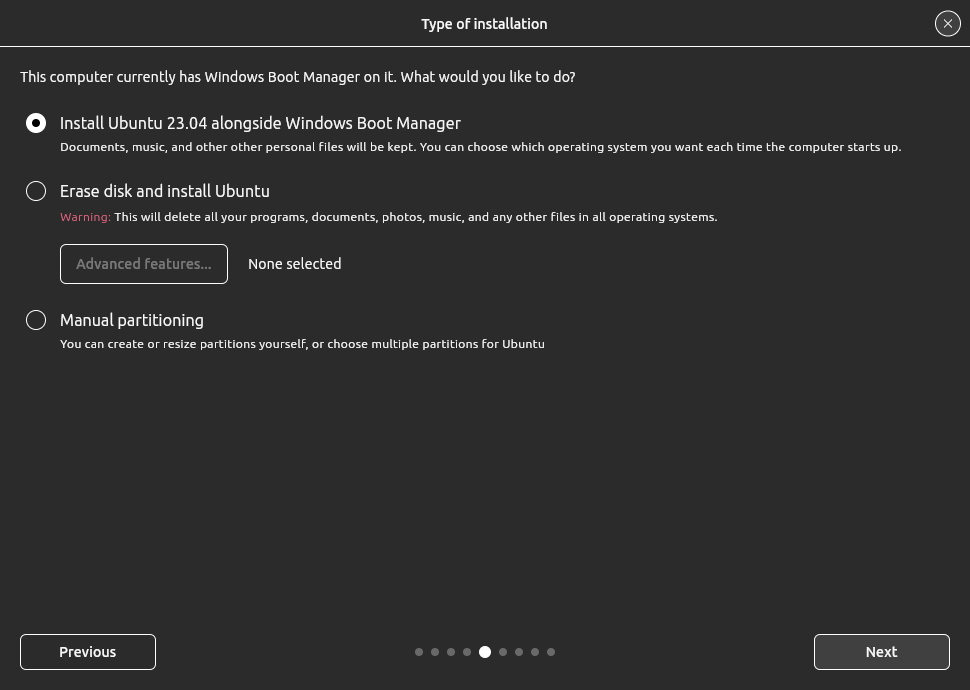 Type of installation
This computer currently has Windows Boot Manager on it. What would you like to do?
Install Ubuntu 23.04 alongside Windows Boot Manager
Documents, music, and other other personal files will be kept. You can choose which operating system you want each time the computer starts up.
Erase disk and install Ubuntu
Warning: This will delete all your programs, documents, photos, music, and any other files in all operating systems.
Advanced features... None selected
Manual partitioning
You can create or resize partitions yourself, or choose multiple partitions for Ubuntu
Previous Next